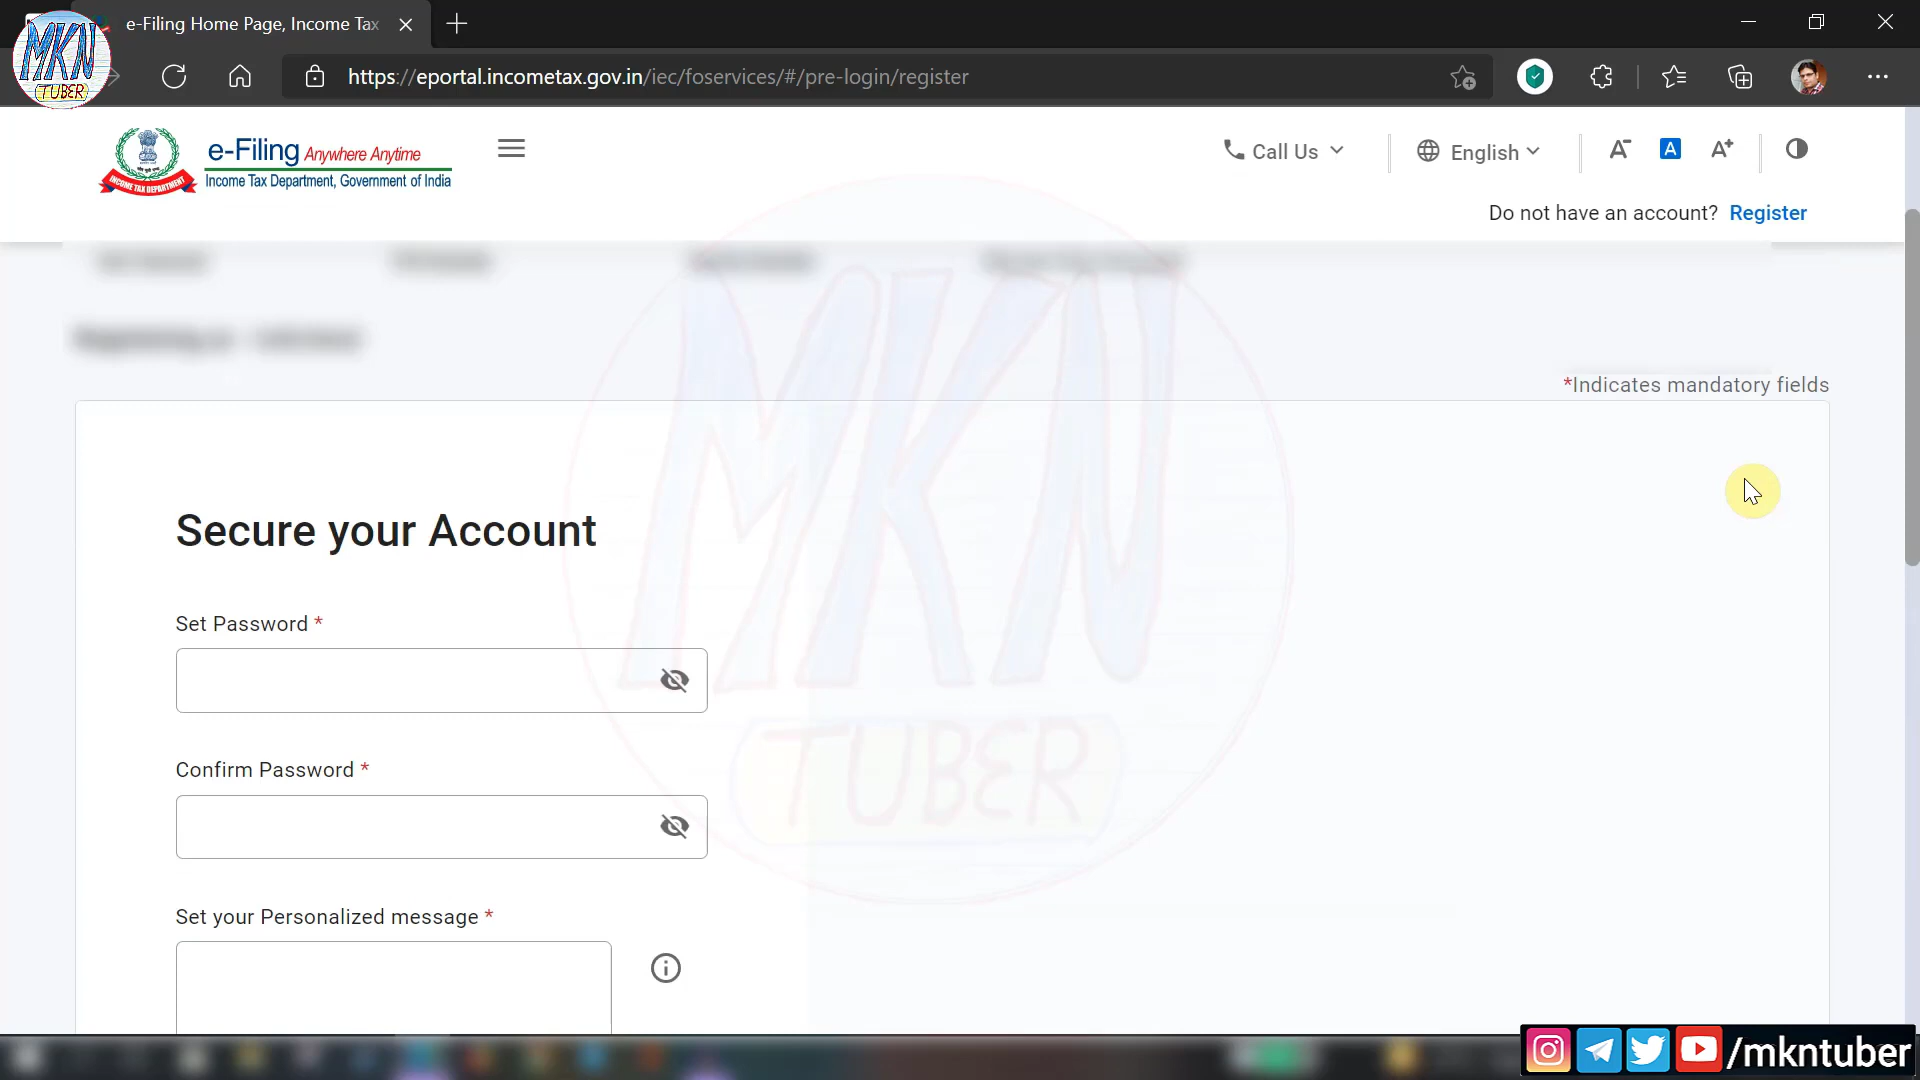 e-Filing Home Page, Income Tax
MKN
TUBER
https://eportal.incometax.gov.in/iec/foservices/#/pre-login/register
e-Filing Anywhere Anytime
Income Tax Department, Government of India
INCOME TAX DEPARTMENT
Call Us
English
A-
A
A+
Do not have an account? Register
*Indicates mandatory fields
MKN
TUBER
Secure your Account
Set Password *
Confirm Password *
Set your Personalized message *
/mkntuber